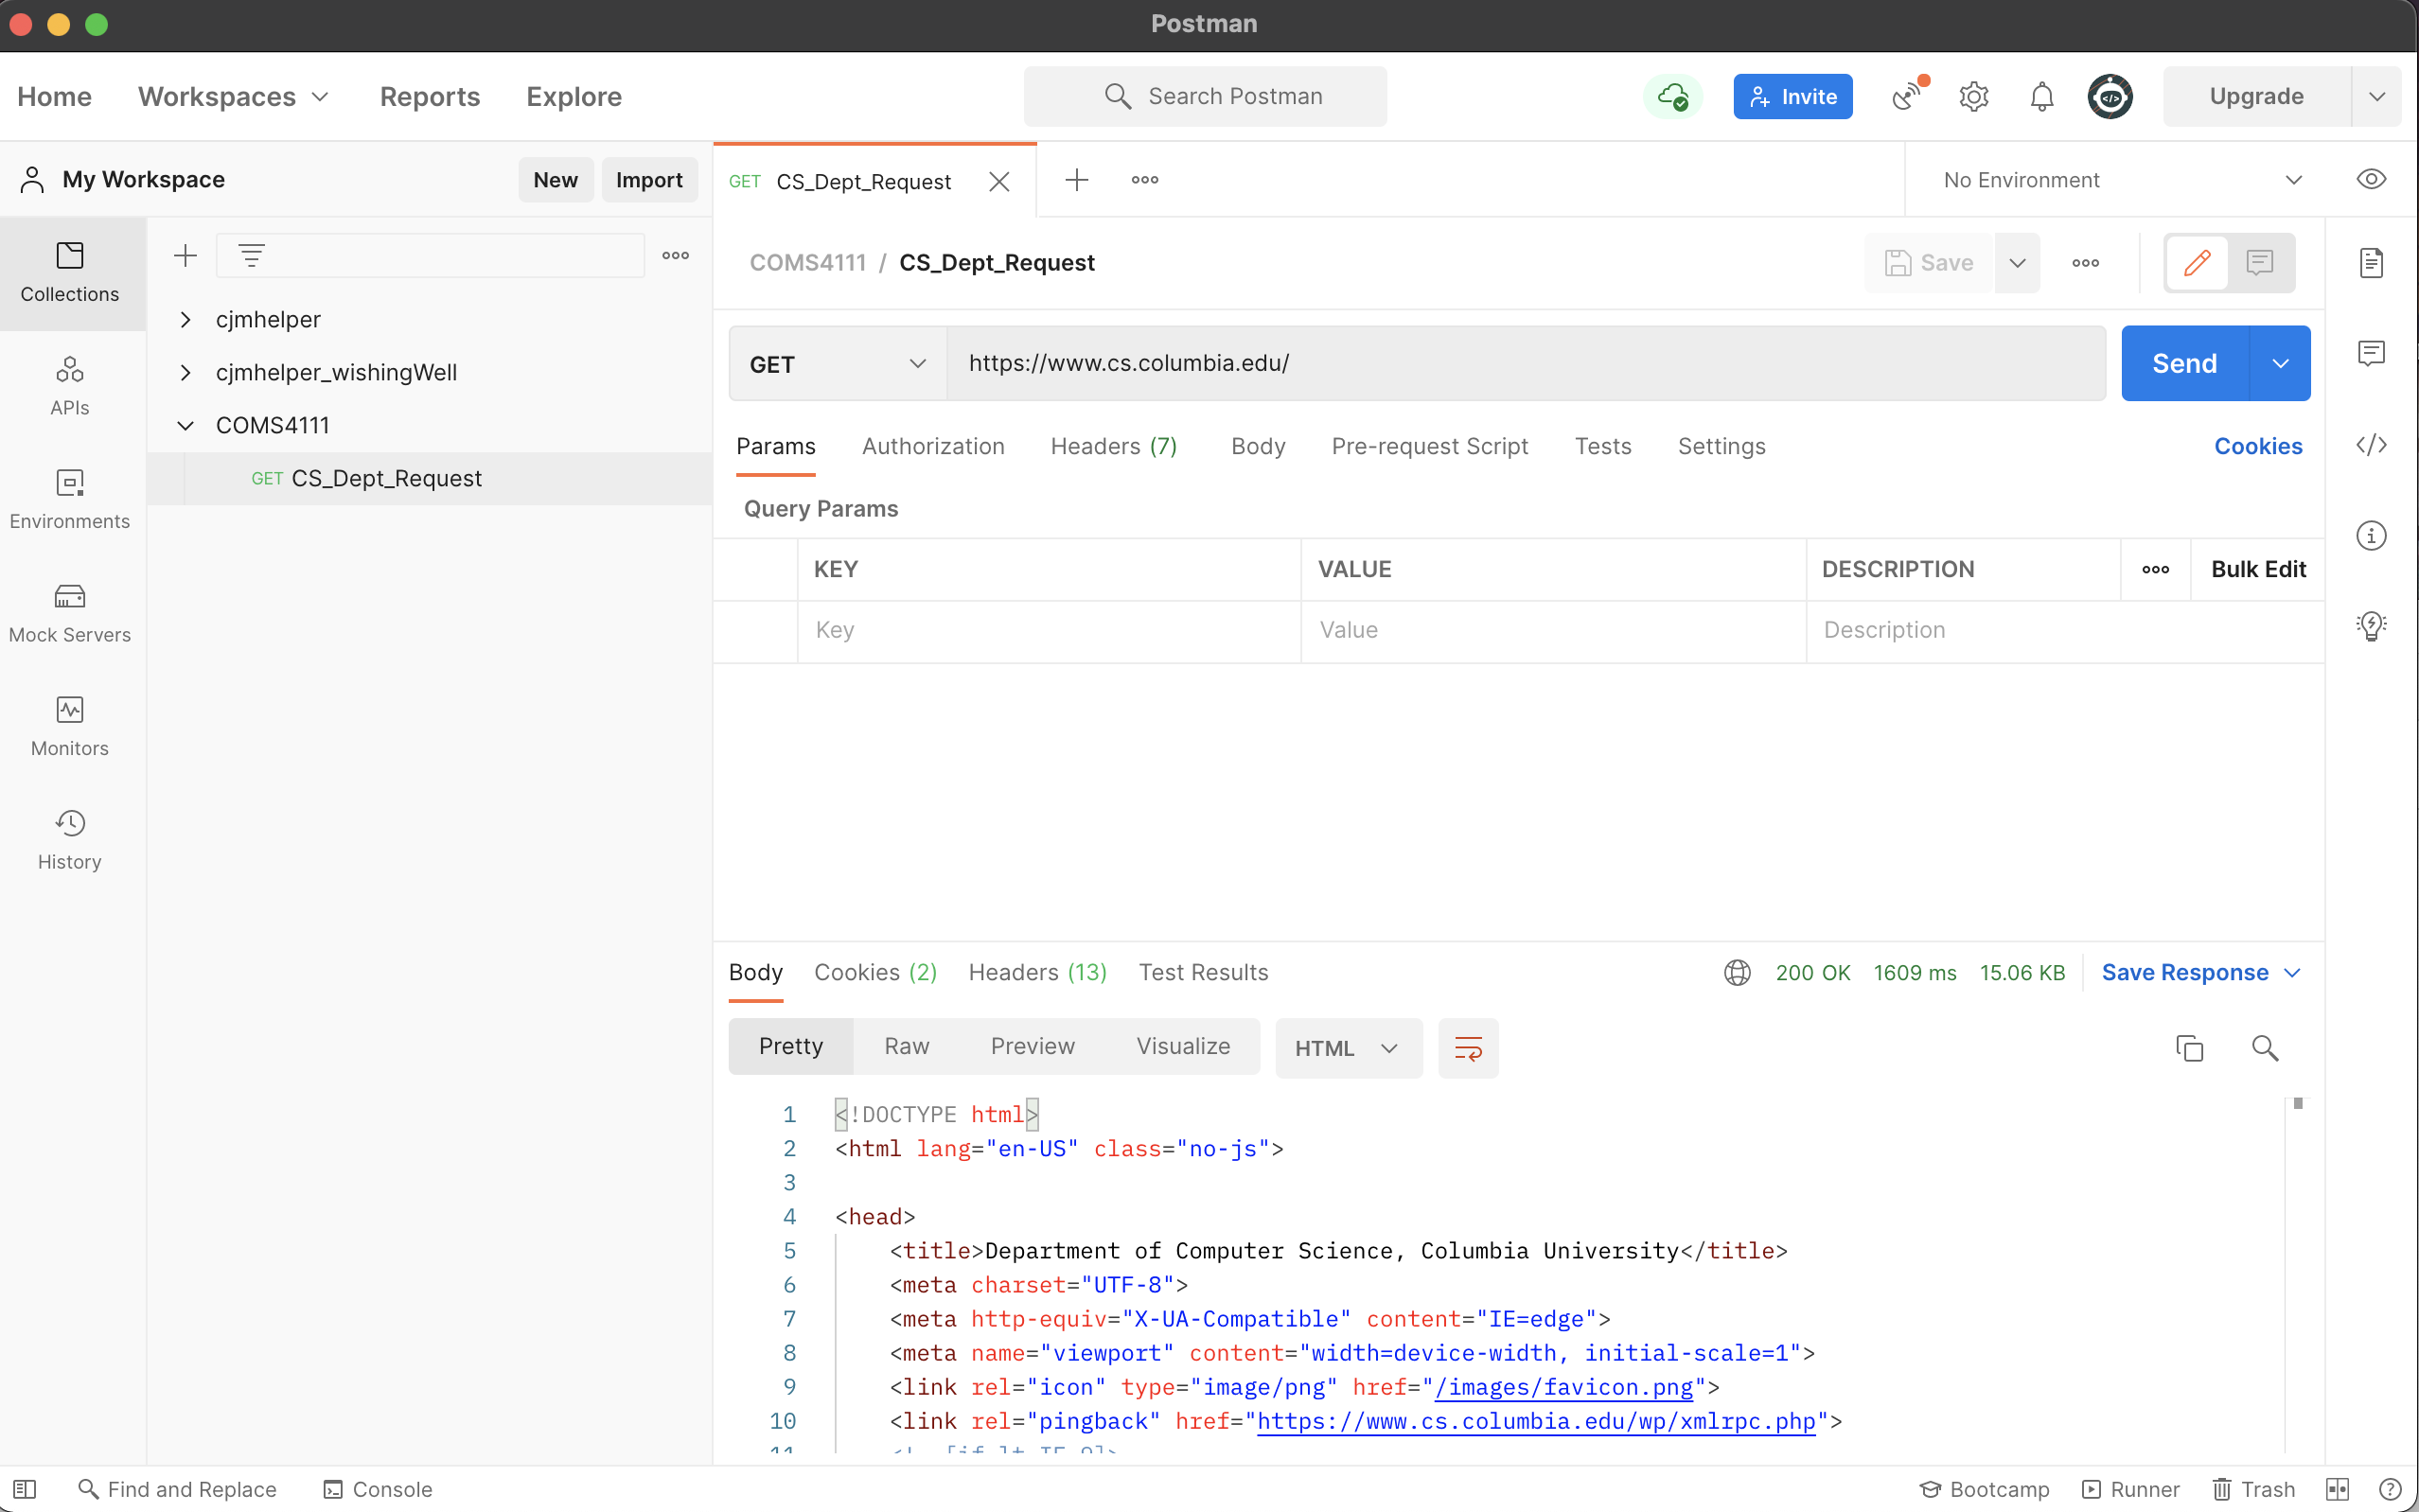 Postman
Home Workspaces Reports Explore Search Postman Invite Upgrade
My Workspace New Import GET CS_Dept_Request No Environment
Collections
APIs
Environments
Mock Servers
Monitors
History
cjmhelper
cjmhelper_wishingWell
COMS4111
GET CS_Dept_Request
COMS4111 / CS_Dept_Request Save
GET https://www.cs.columbia.edu/ Send
Params Authorization Headers (7) Body Pre-request Script Tests Settings Cookies
Query Params
KEY VALUE DESCRIPTION Bulk Edit
Key Value Description
Body Cookies (2) Headers (13) Test Results 200 OK 1609 ms 15.06 KB Save Response
Pretty Raw Preview Visualize HTML
1 <!DOCTYPE html>
2 <html lang="en-US" class="no-js">
3
4 <head>
5 <title>Department of Computer Science, Columbia University</title>
6 <meta charset="UTF-8">
7 <meta http-equiv="X-UA-Compatible" content="IE=edge">
8 <meta name="viewport" content="width=device-width, initial-scale=1">
9 <link rel="icon" type="image/png" href="/images/favicon.png">
10 <link rel="pingback" href="https://www.cs.columbia.edu/wp/xmlrpc.php">
Find and Replace Console Bootcamp Runner Trash